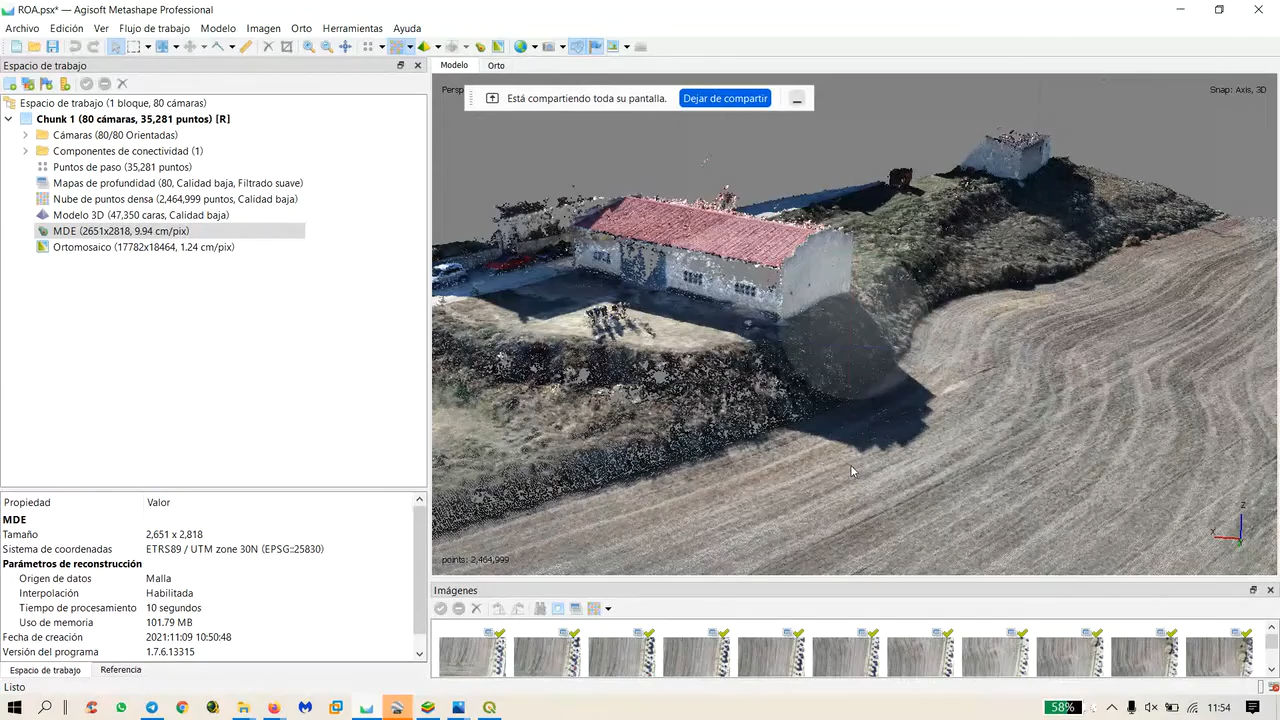 ROA.psx* — Agisoft Metashape Professional
Archivo Edición Ver Flujo de trabajo Modelo Imagen Orto Herramientas Ayuda
Espacio de trabajo
Espacio de trabajo (1 bloque, 80 cámaras)
Chunk 1 (80 cámaras, 35,281 puntos) [R]
Cámaras (80/80 Orientadas)
Componentes de conectividad (1)
Puntos de paso (35,281 puntos)
Mapas de profundidad (80, Calidad baja, Filtrado suave)
Nube de puntos densa (2,464,999 puntos, Calidad baja)
Modelo 3D (47,350 caras, Calidad baja)
MDE (2651x2818, 9.94 cm/pix)
Ortomosaico (17782x18464, 1.24 cm/pix)
Propiedad Valor
MDE
Tamaño 2,651 x 2,818
Sistema de coordenadas ETRS89 / UTM zone 30N (EPSG::25830)
Parámetros de reconstrucción
Origen de datos Malla
Interpolación Habilitada
Tiempo de procesamiento 10 segundos
Uso de memoria 101.79 MB
Fecha de creación 2021:11:09 10:50:48
Versión del programa 1.7.6.13315
Espacio de trabajo Referencia
Listo
Modelo Orto
Persp
Está compartiendo toda su pantalla. Dejar de compartir
Snap: Axis, 3D
Z
points: 2,464,999
Imágenes
58% 11:54